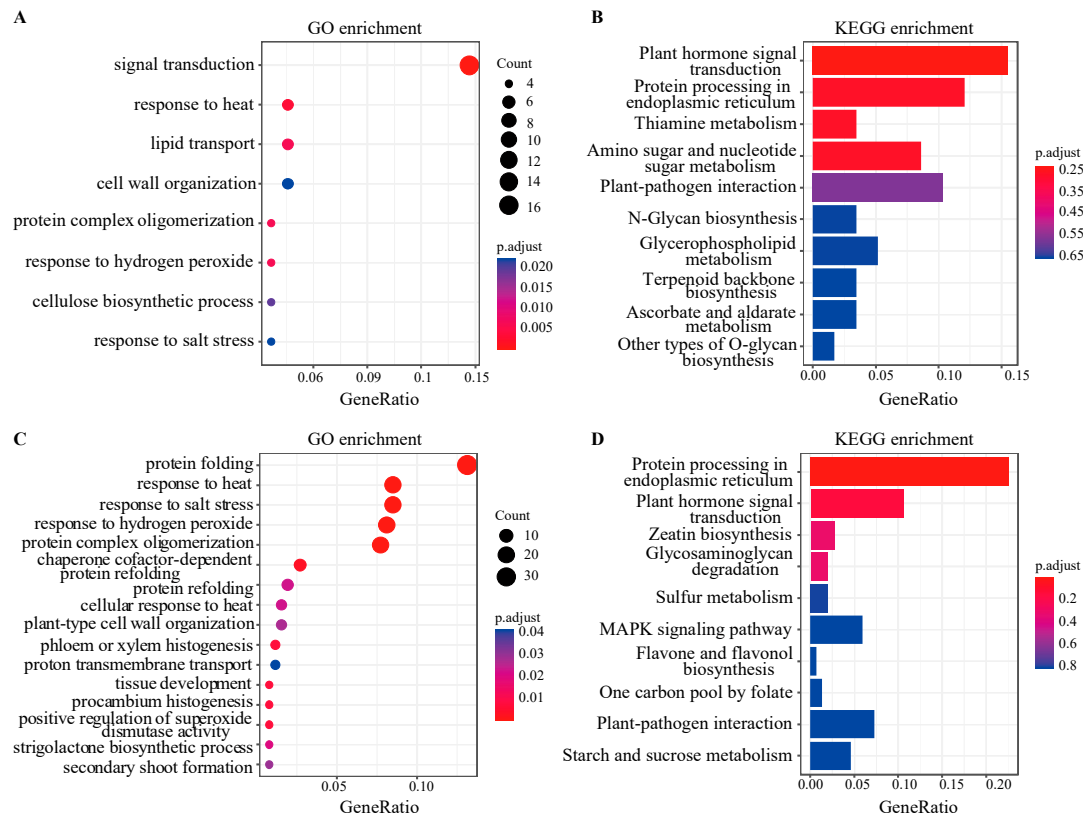 A
GO enrichment
signal transduction
response to heat
lipid transport
cell wall organization
protein complex oligomerization
response to hydrogen peroxide
cellulose biosynthetic process
response to salt stress
0.06
0.09
0.1
0.15
GeneRatio
Count
4
6
8
10
12
14
16
p.adjust
0.020
0.010
0.005
B
KEGG enrichment
Plant hormone signal
transduction
Protein processing in
endoplasmic reticulum
Thiamine metabolism
Amino sugar and nucleotide
sugar metabolism
Plant-pathogen interaction
N-Glycan biosynthesis
Glycerophospholipid
metabolism
Terpenoid backbone
biosynthesis
Ascorbate and aldarate
metabolism
Other types of O-glycan
biosynthesis
0.00
0.05
0.10
0.15
GeneRatio
p.adjust
0.25
0.35
0.45
0.55
0.65
C
GO enrichment
protein folding
response to heat
response to salt stress
response to hydrogen peroxide
protein complex oligomerization
chaperone cofactor-dependent
protein refolding
protein refolding
cellular response to heat
plant-type cell wall organization
phloem or xylem histogenesis
proton transmembrane transport
tissue development
procambium histogenesis
positive regulation of superoxide
dismutase activity
strigolactone biosynthetic process
secondary shoot formation
0.05
0.10
GeneRatio
Count
10
20
30
p.adjust
0.04
0.03
0.02
0.01
D
KEGG enrichment
Protein processing in
endoplasmic reticulum
Plant hormone signal
transduction
Zeatin biosynthesis
Glycosaminoglycan
degradation
Sulfur metabolism
MAPK signaling pathway
Flavone and flavonol
biosynthesis
One carbon pool by folate
Plant-pathogen interaction
Starch and sucrose metabolism
0.00
0.05
0.10
0.15
0.20
GeneRatio
p.adjust
0.2
0.4
0.6
0.8